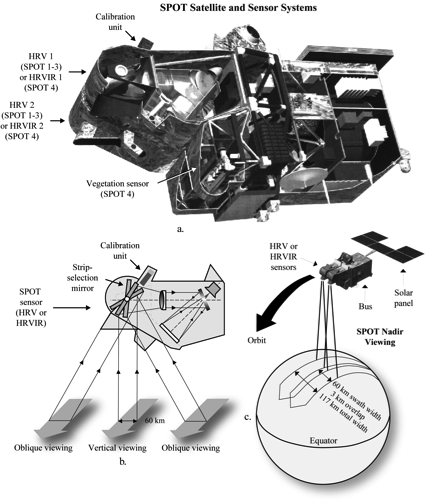 SPOT Satellite and Sensor Systems
Calibration
unit
HRV 1
(SPOT 1-3)
or HRVIR 1
(SPOT 4)
HRV 2
(SPOT 1-3)
or HRVIR 2
(SPOT 4)
Vegetation sensor
(SPOT 4)
a.
Calibration
unit
Strip-
selection
mirror
SPOT
sensor
(HRV or
HRVIR)
60 km
Oblique viewing
Vertical viewing
Oblique viewing
b.
HRV or
HRVIR
sensors
Solar
panel
Bus
Orbit
SPOT Nadir
Viewing
60 km swath width
3 km overlap
117 km total width
c.
Equator